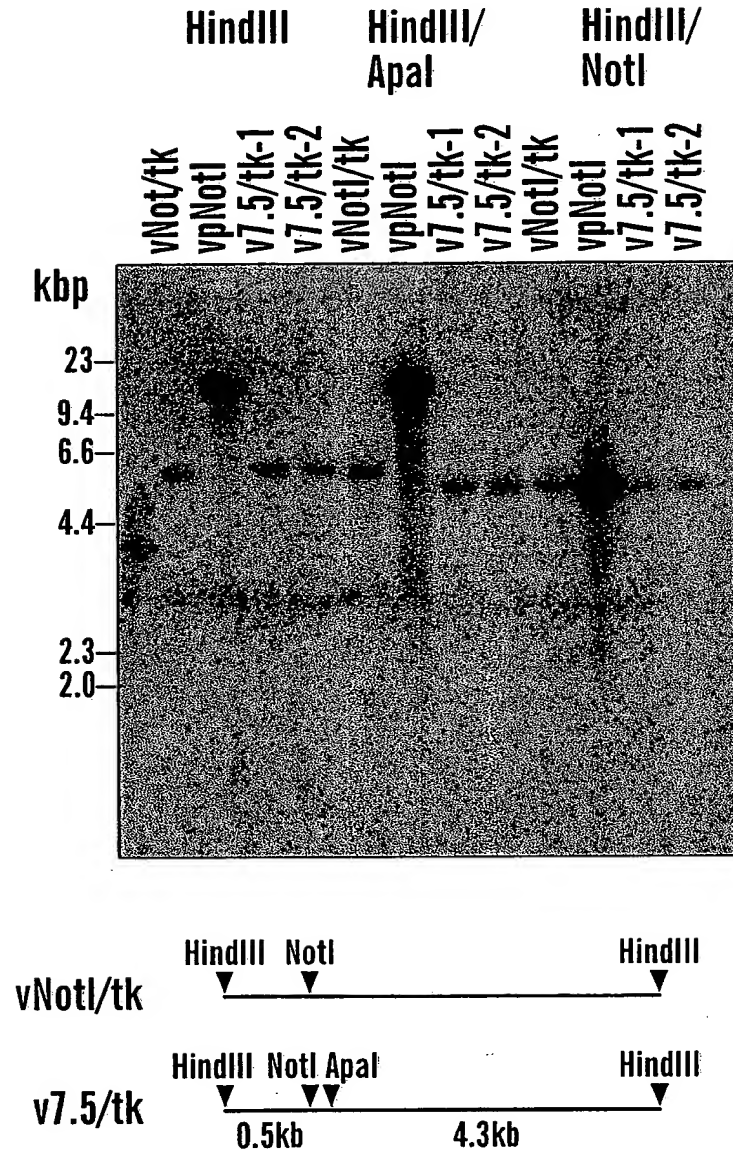 HindIII HindIII/ HindIII/
ApaI NotI
vNot/tk
vpNotI
v7.5/tk-1
v7.5/tk-2
vNotI/tk
vpNotI
v7.5/tk-1
v7.5/tk-2
vNotI/tk
vpNotI
v7.5/tk-1
v7.5/tk-2
kbp
23
9.4
6.6
4.4
2.3
2.0
HindIII NotI HindIII
vNotI/tk
HindIII NotI ApaI HindIII
v7.5/tk
0.5kb 4.3kb